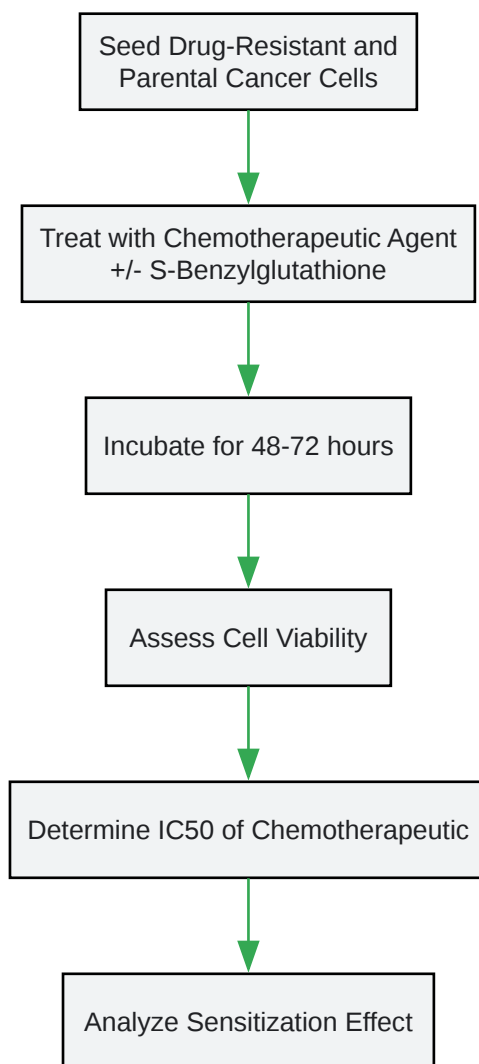 Seed Drug-Resistant and
Parental Cancer Cells
Treat with Chemotherapeutic Agent
+/- S-Benzylglutathione
Incubate for 48-72 hours
Assess Cell Viability
Determine IC50 of Chemotherapeutic
Analyze Sensitization Effect